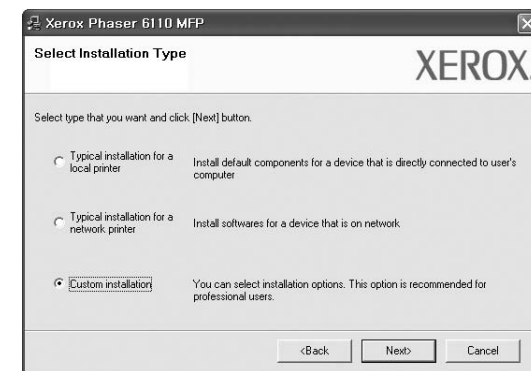 Xerox Phaser 6110 MFP
Select Installation Type
XEROX
Select type that you want and click [Next] button.
Typical installation for a
local printer
Install default components for a device that is directly connected to user's
computer
Typical installation for a
network printer
Install softwares for a device that is on network
Custom installation
You can select installation options. This option is recommended for
professional users.
<Back
Next>
Cancel